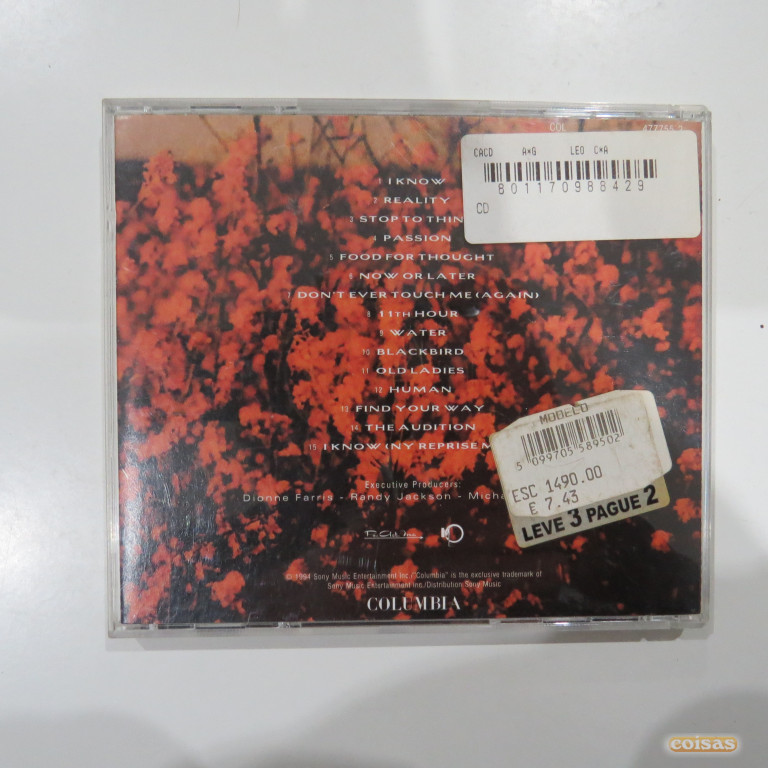 COL 477755 2
CACD A*G LEO C*A
801170988429
CD
1 I KNOW
2 REALITY
3 STOP TO THIN
4 PASSION
5 FOOD FOR THOUGHT
6 NOW OR LATER
7 DON'T EVER TOUCH ME (AGAIN)
8 11TH HOUR
9 WATER
10 BLACKBIRD
11 OLD LADIES
12 HUMAN
13 FIND YOUR WAY
14 THE AUDITION
15 I KNOW (NY REPRISE M
MODELO
5 099705 589502
ESC 1490.00
£ 7.43
LEVE 3 PAGUE 2
Executive Producers:
Dionne Farris - Randy Jackson - Micha
© 1994 Sony Music Entertainment Inc./"Columbia" is the exclusive trademark of
Sony Music Entertainment Inc./Distribution Sony Music
COLUMBIA
coisas